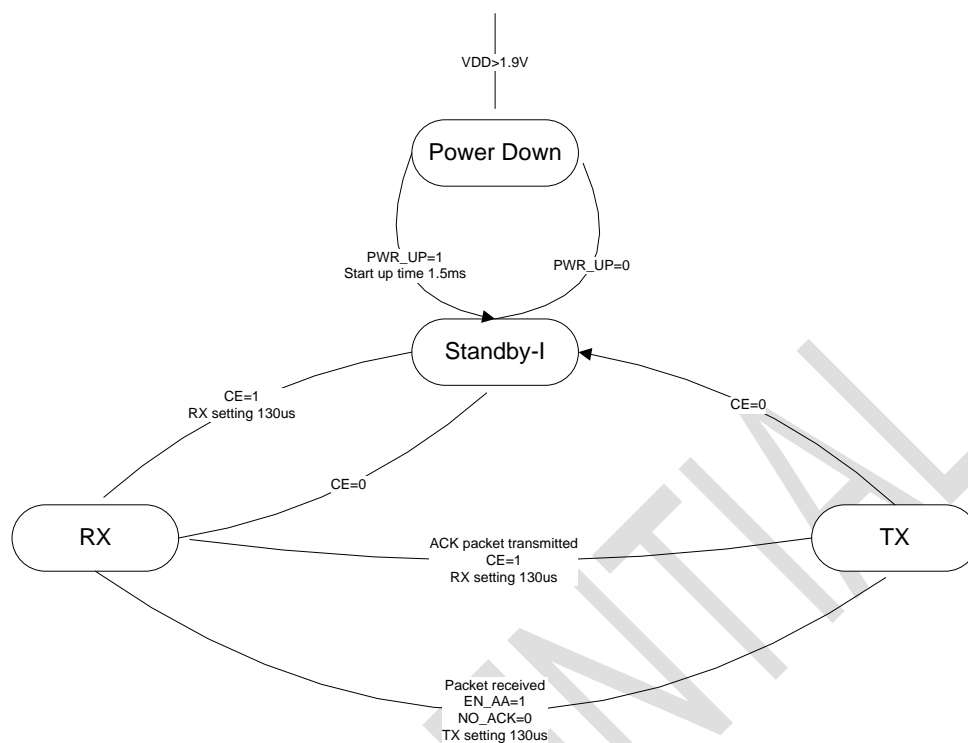 VDD>1.9V
Power Down
PWR_UP=1
Start up time 1.5ms
PWR_UP=0
Standby-I
CE=1
RX setting 130us
CE=0
CE=0
RX
TX
ACK packet transmitted
CE=1
RX setting 130us
Packet received
EN_AA=1
NO_ACK=0
TX setting 130us
ENTIAL